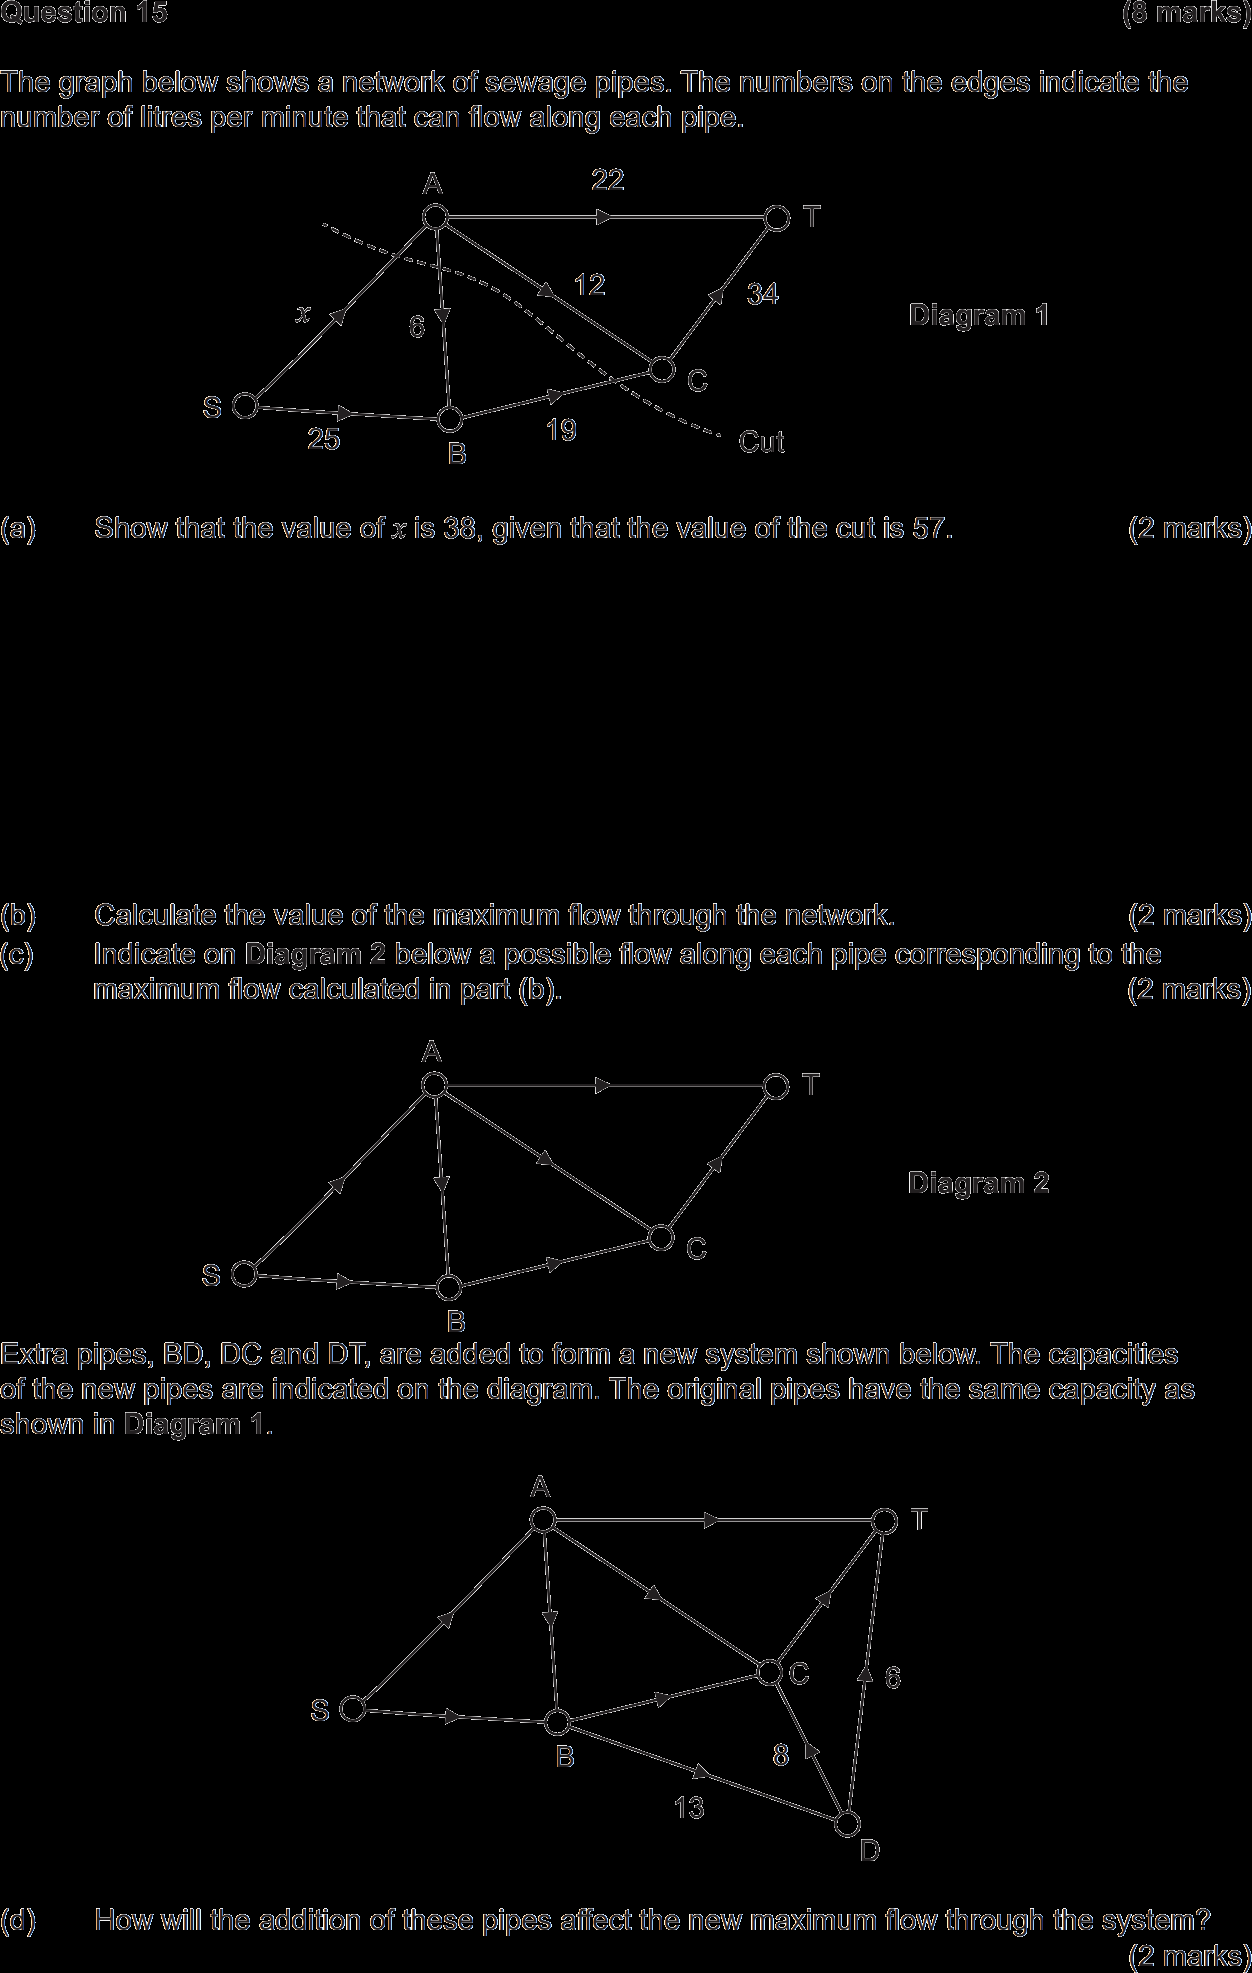 Question 15 (8 marks)
The graph below shows a network of sewage pipes. The numbers on the edges indicate the
number of litres per minute that can flow along each pipe.
A 22 T
12 34
x 6 Diagram 1
S C
25 B 19 Cut
(a) Show that the value of x is 38, given that the value of the cut is 57. (2 marks)
(b) Calculate the value of the maximum flow through the network. (2 marks)
(c) Indicate on Diagram 2 below a possible flow along each pipe corresponding to the
maximum flow calculated in part (b). (2 marks)
A T
Diagram 2
S C
B
Extra pipes, BD, DC and DT, are added to form a new system shown below. The capacities
of the new pipes are indicated on the diagram. The original pipes have the same capacity as
shown in Diagram 1.
A T
C 6
S
B 8
13
D
(d) How will the addition of these pipes affect the new maximum flow through the system?
(2 marks)